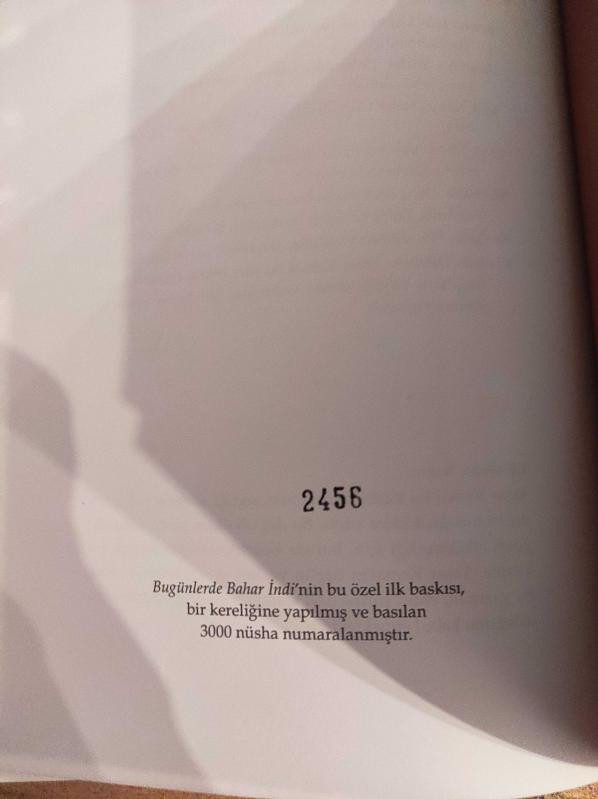 2456
Bugünlerde Bahar İndi'nin bu özel ilk baskısı,
bir kereliğine yapılmış ve basılan
3000 nüsha numaralanmıştır.